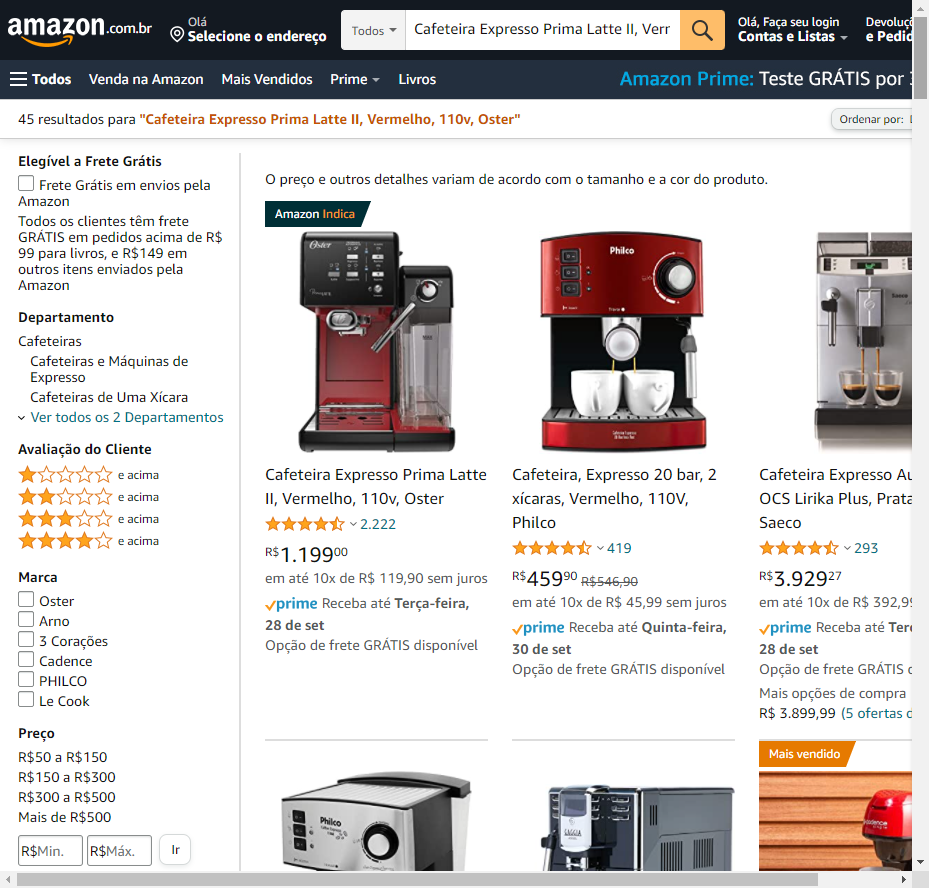 amazon.com.br
Olá
Selecione o endereço
Todos
Cafeteira Expresso Prima Latte II, Verr
Olá, Faça seu login
Contas e Listas
Devoluç
e Pedid
Todos
Venda na Amazon
Mais Vendidos
Prime
Livros
Amazon Prime: Teste GRÁTIS por 3
45 resultados para "Cafeteira Expresso Prima Latte II, Vermelho, 110v, Oster"
Ordenar por:
Elegível a Frete Grátis
Frete Grátis em envios pela
Amazon
Todos os clientes têm frete
GRÁTIS em pedidos acima de R$
99 para livros, e R$149 em
outros itens enviados pela
Amazon
Departamento
Cafeteiras
Cafeteiras e Máquinas de
Expresso
Cafeteiras de Uma Xícara
Ver todos os 2 Departamentos
Avaliação do Cliente
e acima
e acima
e acima
e acima
Marca
Oster
Arno
3 Corações
Cadence
PHILCO
Le Cook
Preço
R$50 a R$150
R$150 a R$300
R$300 a R$500
Mais de R$500
R$Min.
R$Máx.
Ir
O preço e outros detalhes variam de acordo com o tamanho e a cor do produto.
Amazon Indica
Oster
Cafeteira Expresso Prima Latte
II, Vermelho, 110v, Oster
2.222
R$1.19900
em até 10x de R$ 119,90 sem juros
prime Receba até Terça-feira,
28 de set
Opção de frete GRÁTIS disponível
Philco
Cafeteira, Expresso 20 bar, 2
xícaras, Vermelho, 110V,
Philco
419
R$45990 R$546,90
em até 10x de R$ 45,99 sem juros
prime Receba até Quinta-feira,
30 de set
Opção de frete GRÁTIS disponível
Cafeteira Expresso Au
OCS Lirika Plus, Prata
Saeco
293
R$3.92927
em até 10x de R$ 392,9
prime Receba até Terç
28 de set
Opção de frete GRÁTIS d
Mais opções de compra
R$ 3.899,99 (5 ofertas d
Philco
GAGGIA
Mais vendido
cadence